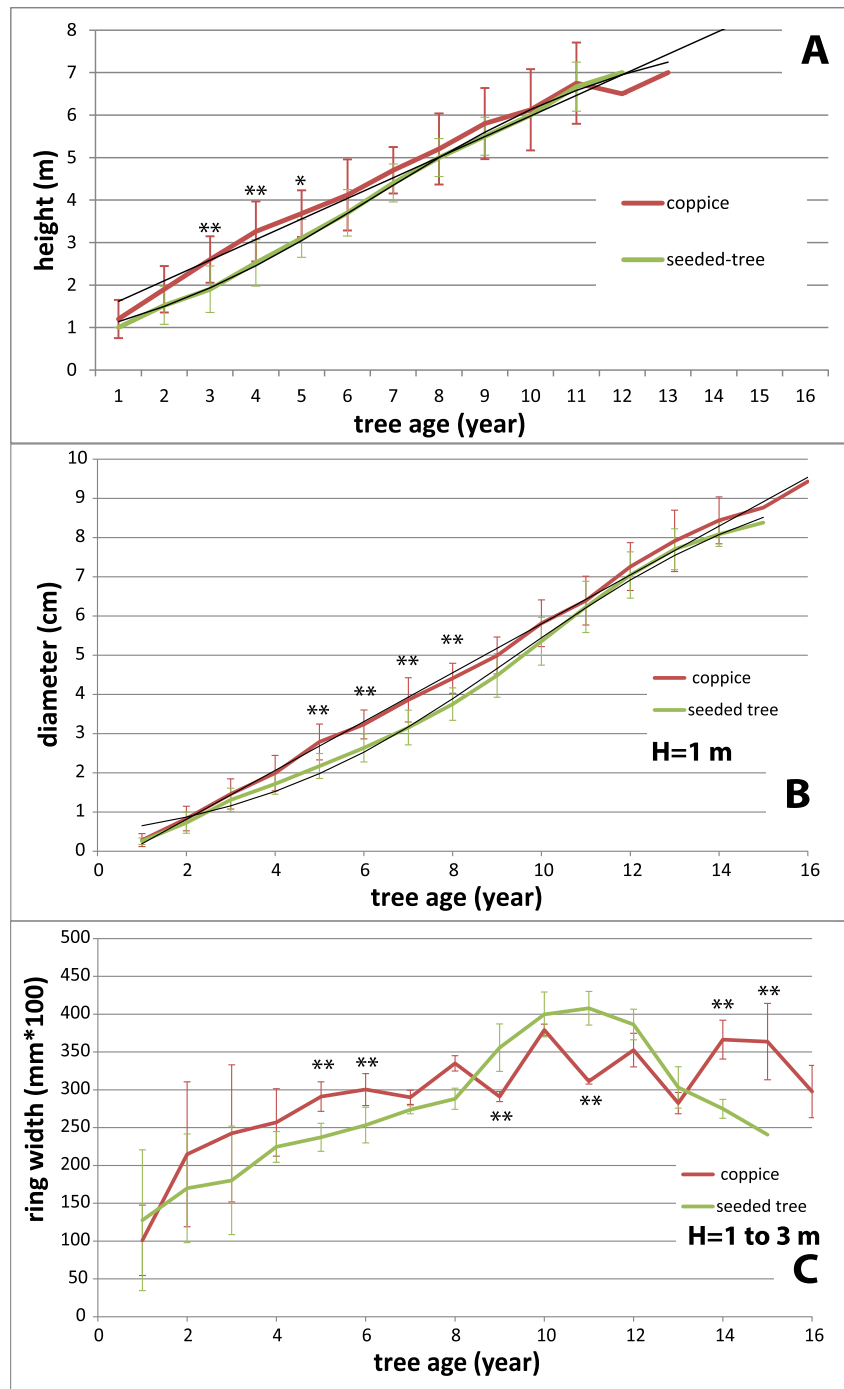 8
7
6
5
4
3
2
1
0
height (m)
A
**
**
*
coppice
seeded-tree
1 2 3 4 5 6 7 8 9 10 11 12 13 14 15 16
tree age (year)
10
9
8
7
6
5
4
3
2
1
0
diameter (cm)
**
**
**
**
coppice
seeded tree
H=1 m
B
0 2 4 6 8 10 12 14 16
tree age (year)
500
450
400
350
300
250
200
150
100
50
0
ring width (mm*100)
**
**
**
**
**
**
coppice
seeded tree
H=1 to 3 m
C
0 2 4 6 8 10 12 14 16
tree age (year)